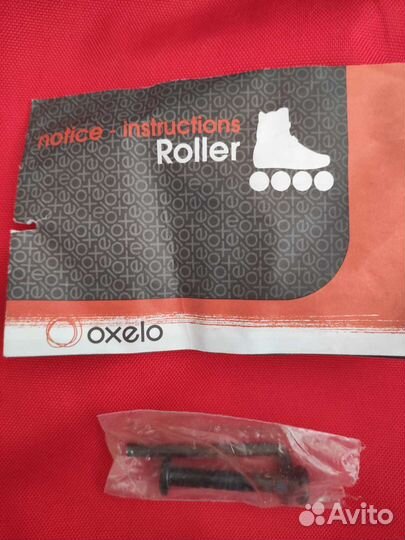 notice - instructions
Roller
oxelo
Avito